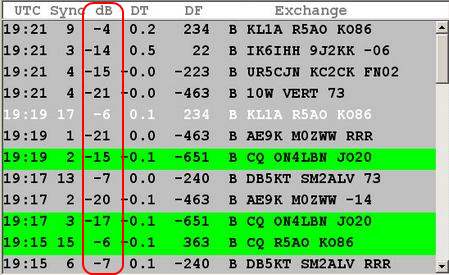 UTC Sync dB DT DF Exchange
19:21 9 -4 0.2 234 B KL1A R5AO KO86
19:21 3 -14 0.5 22 B IK6IHH 9J2KK -06
19:21 4 -15 -0.0 -223 B UR5CJN KC2CK FN02
19:21 4 -21 -0.0 -463 B 10W VERT 73
19:19 17 -6 0.1 234 B KL1A R5AO KO86
19:19 1 -21 0.0 -463 B AE9K M0ZWW RRR
19:19 2 -15 -0.1 -651 B CQ ON4LBN JO20
19:17 13 -7 0.0 -240 B DB5KT SM2ALV 73
19:17 2 -20 -0.1 -463 B AE9K M0ZWW -14
19:17 3 -17 -0.1 -651 B CQ ON4LBN JO20
19:15 15 -6 0.1 363 B CQ R5AO KO86
19:15 6 -7 0.1 -240 B DB5KT SM2ALV RRR